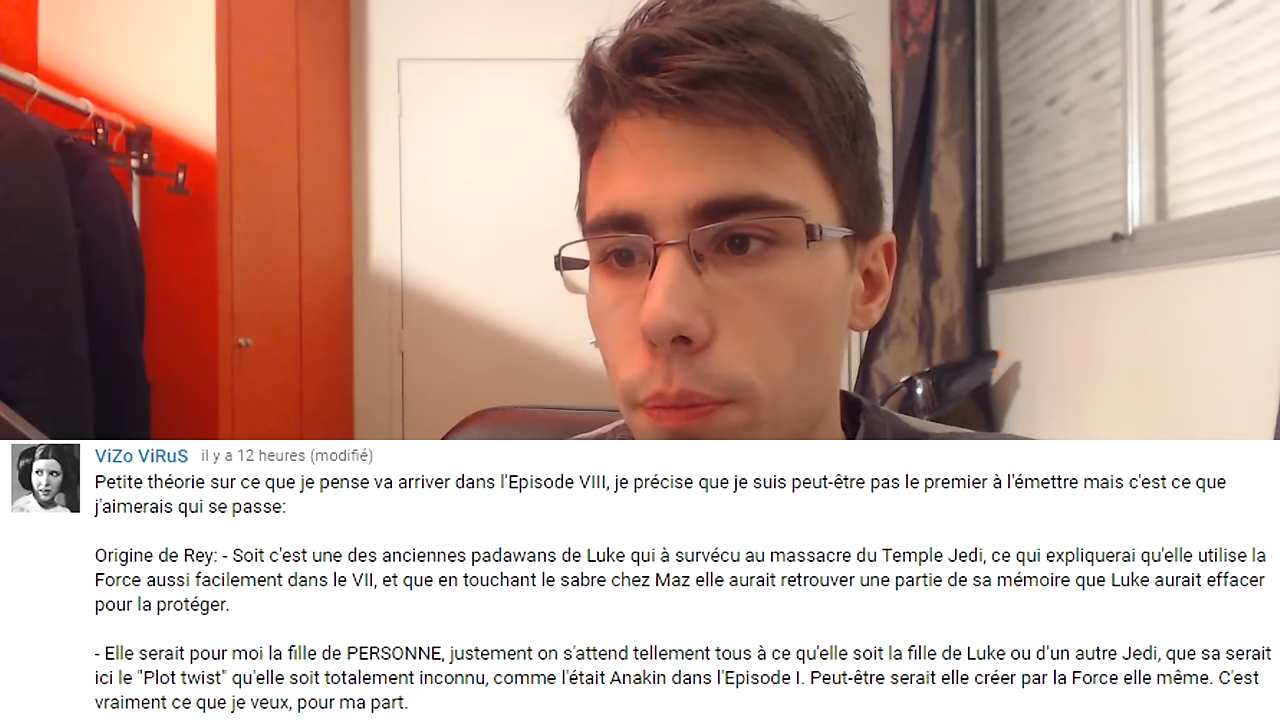 ViZo ViRuS il y a 12 heures (modifié)
Petite théorie sur ce que je pense va arriver dans l'Episode VIII, je précise que je suis peut-être pas le premier à l'émettre mais c'est ce que
j'aimerais qui se passe:
Origine de Rey: - Soit c'est une des anciennes padawans de Luke qui à survécu au massacre du Temple Jedi, ce qui expliquerai qu'elle utilise la
Force aussi facilement dans le VII, et que en touchant le sabre chez Maz elle aurait retrouver une partie de sa mémoire que Luke aurait effacer
pour la protéger.
- Elle serait pour moi la fille de PERSONNE, justement on s'attend tellement tous à ce qu'elle soit la fille de Luke ou d'un autre Jedi, que sa serait
ici le "Plot twist" qu'elle soit totalement inconnu, comme l'était Anakin dans l'Episode I. Peut-être serait elle créer par la Force elle même. C'est
vraiment ce que je veux, pour ma part.